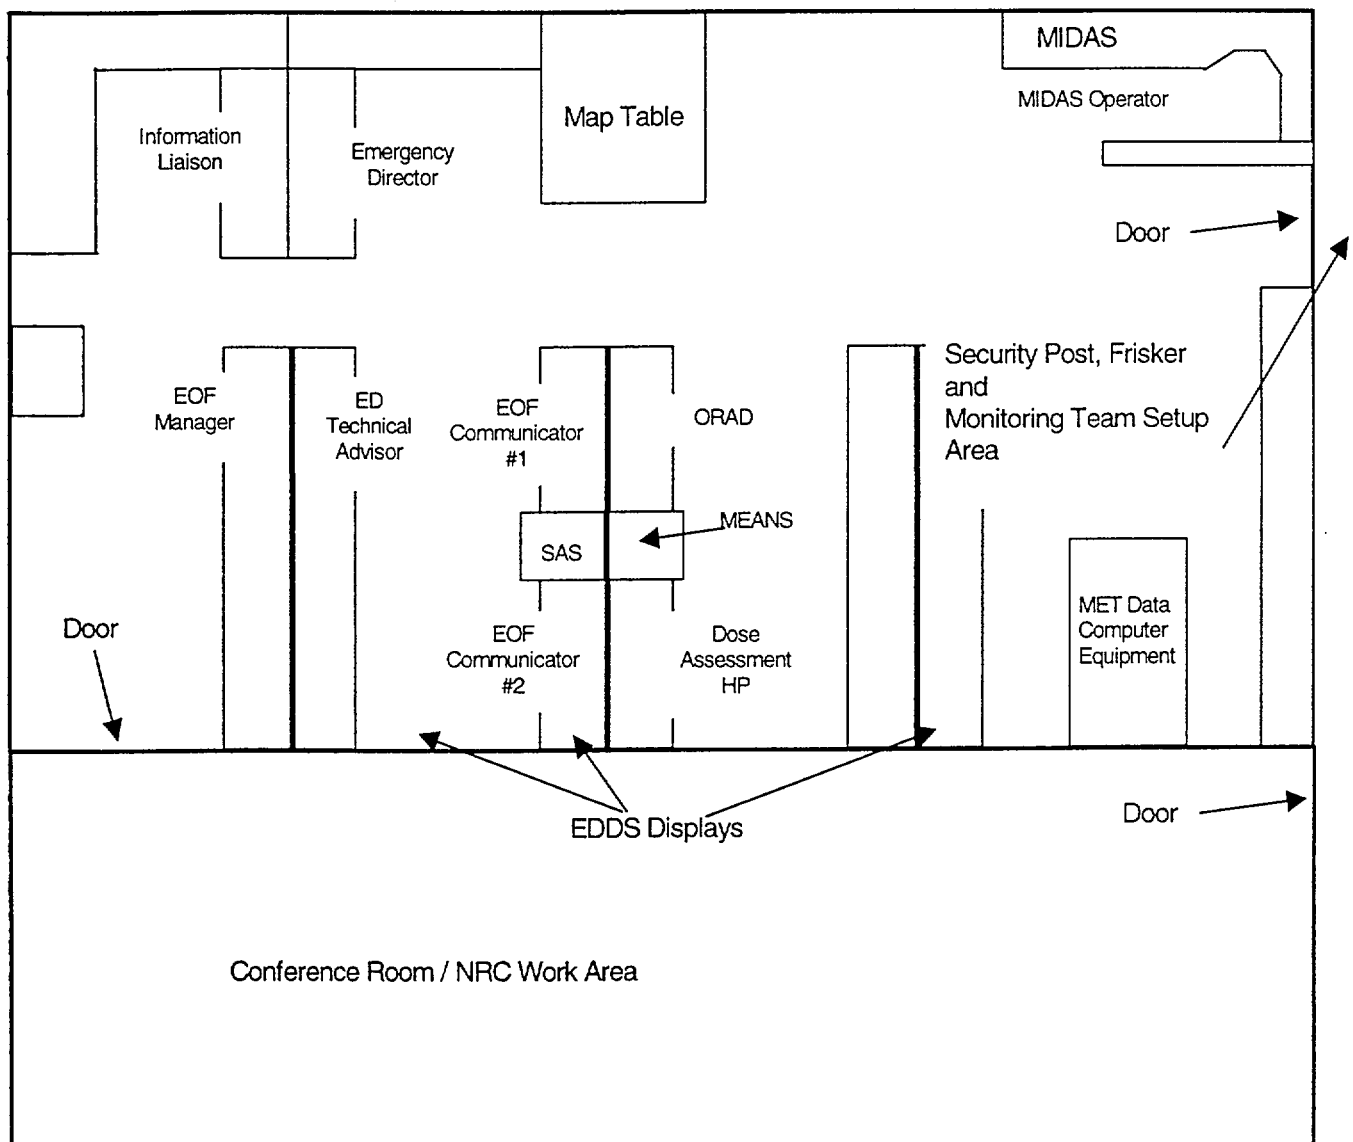 MIDAS
MIDAS Operator
Map Table
Information
Liaison
Emergency
Director
Door
Security Post, Frisker
and
Monitoring Team Setup
Area
EOF
Manager
ED
Technical
Advisor
EOF
Communicator
#1
ORAD
MEANS
SAS
EOF
Communicator
#2
Dose
Assessment
HP
MET Data
Computer
Equipment
Door
EDDS Displays
Door
Conference Room / NRC Work Area